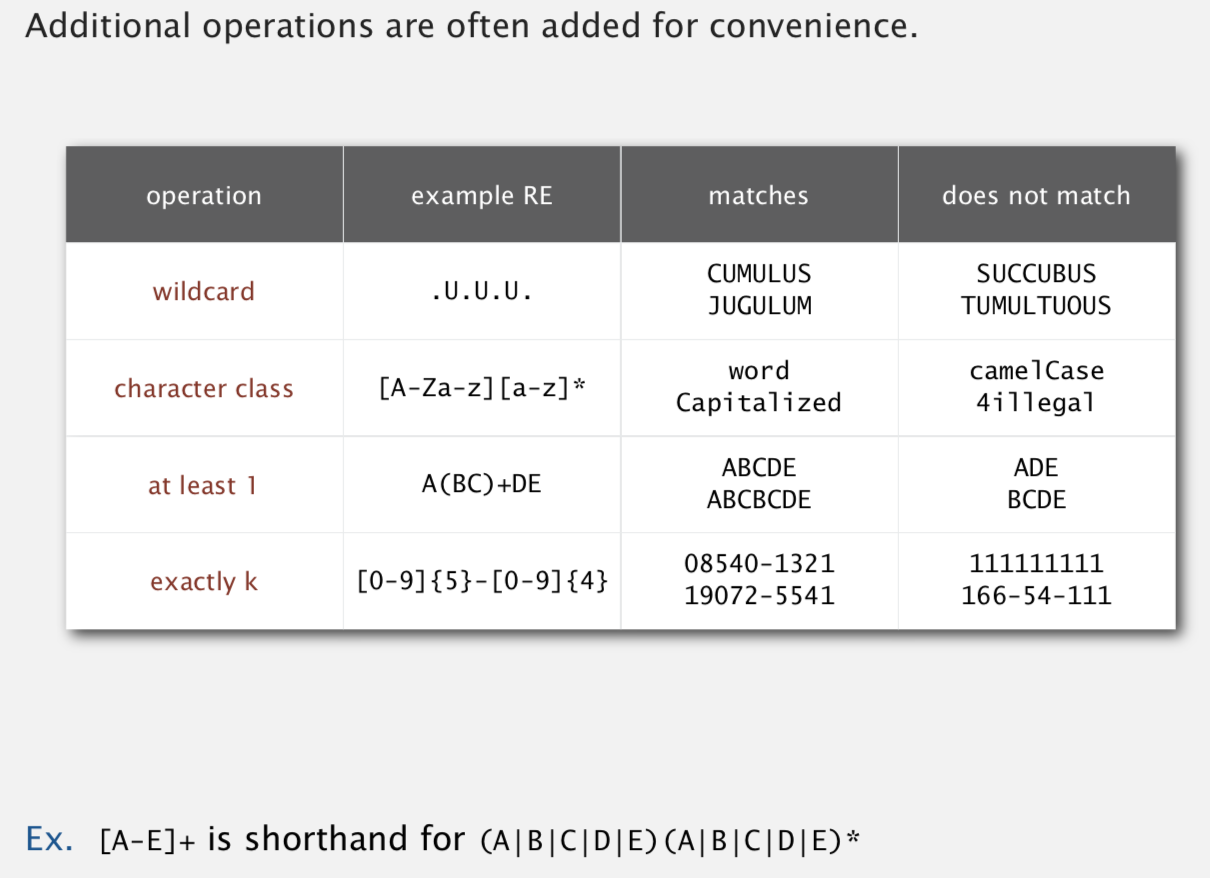 Additional operations are often added for convenience.
operation example RE matches does not match
wildcard .U.U.U. CUMULUS SUCCUBUS
JUGULUM TUMULTUOUS
character class [A-Za-z][a-z]* word camelCase
Capitalized 4illegal
at least 1 A(BC)+DE ABCDE ADE
ABCBCDE BCDE
exactly k [0-9]{5}-[0-9]{4} 08540-1321 111111111
19072-5541 166-54-111
Ex. [A-E]+ is shorthand for (A|B|C|D|E)(A|B|C|D|E)*